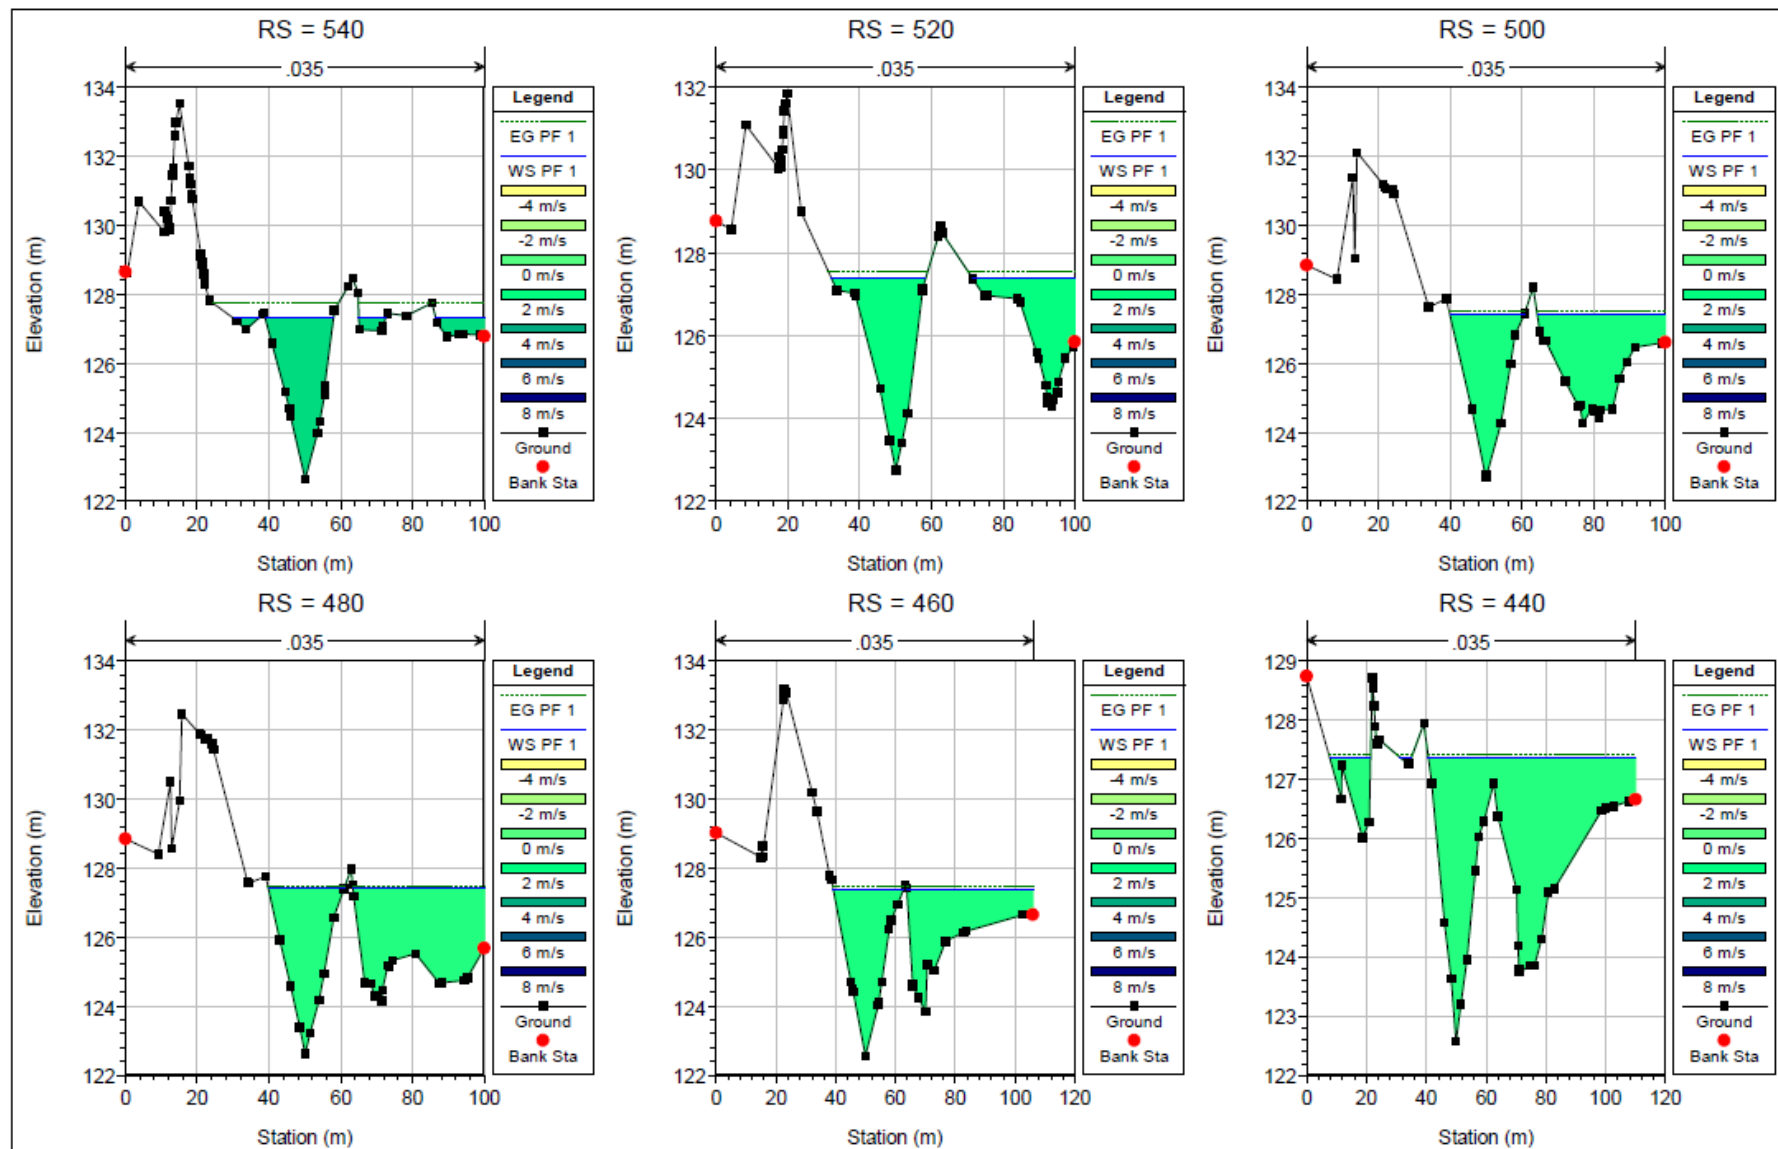 RS = 540
.035
Elevation (m)
134
132
130
128
126
124
122
0 20 40 60 80 100
Station (m)
Legend
EG PF 1
WS PF 1
-4 m/s
-2 m/s
0 m/s
2 m/s
4 m/s
6 m/s
8 m/s
Ground
Bank Sta
RS = 520
.035
Elevation (m)
132
130
128
126
124
122
0 20 40 60 80 100
Station (m)
Legend
EG PF 1
WS PF 1
-4 m/s
-2 m/s
0 m/s
2 m/s
4 m/s
6 m/s
8 m/s
Ground
Bank Sta
RS = 500
.035
Elevation (m)
134
132
130
128
126
124
122
0 20 40 60 80 100
Station (m)
Legend
EG PF 1
WS PF 1
-4 m/s
-2 m/s
0 m/s
2 m/s
4 m/s
6 m/s
8 m/s
Ground
Bank Sta
RS = 480
.035
Elevation (m)
134
132
130
128
126
124
122
0 20 40 60 80 100
Station (m)
Legend
EG PF 1
WS PF 1
-4 m/s
-2 m/s
0 m/s
2 m/s
4 m/s
6 m/s
8 m/s
Ground
Bank Sta
RS = 460
.035
Elevation (m)
134
132
130
128
126
124
122
0 20 40 60 80 100 120
Station (m)
Legend
EG PF 1
WS PF 1
-4 m/s
-2 m/s
0 m/s
2 m/s
4 m/s
6 m/s
8 m/s
Ground
Bank Sta
RS = 440
.035
Elevation (m)
129
128
127
126
125
124
123
122
0 20 40 60 80 100 120
Station (m)
Legend
EG PF 1
WS PF 1
-4 m/s
-2 m/s
0 m/s
2 m/s
4 m/s
6 m/s
8 m/s
Ground
Bank Sta